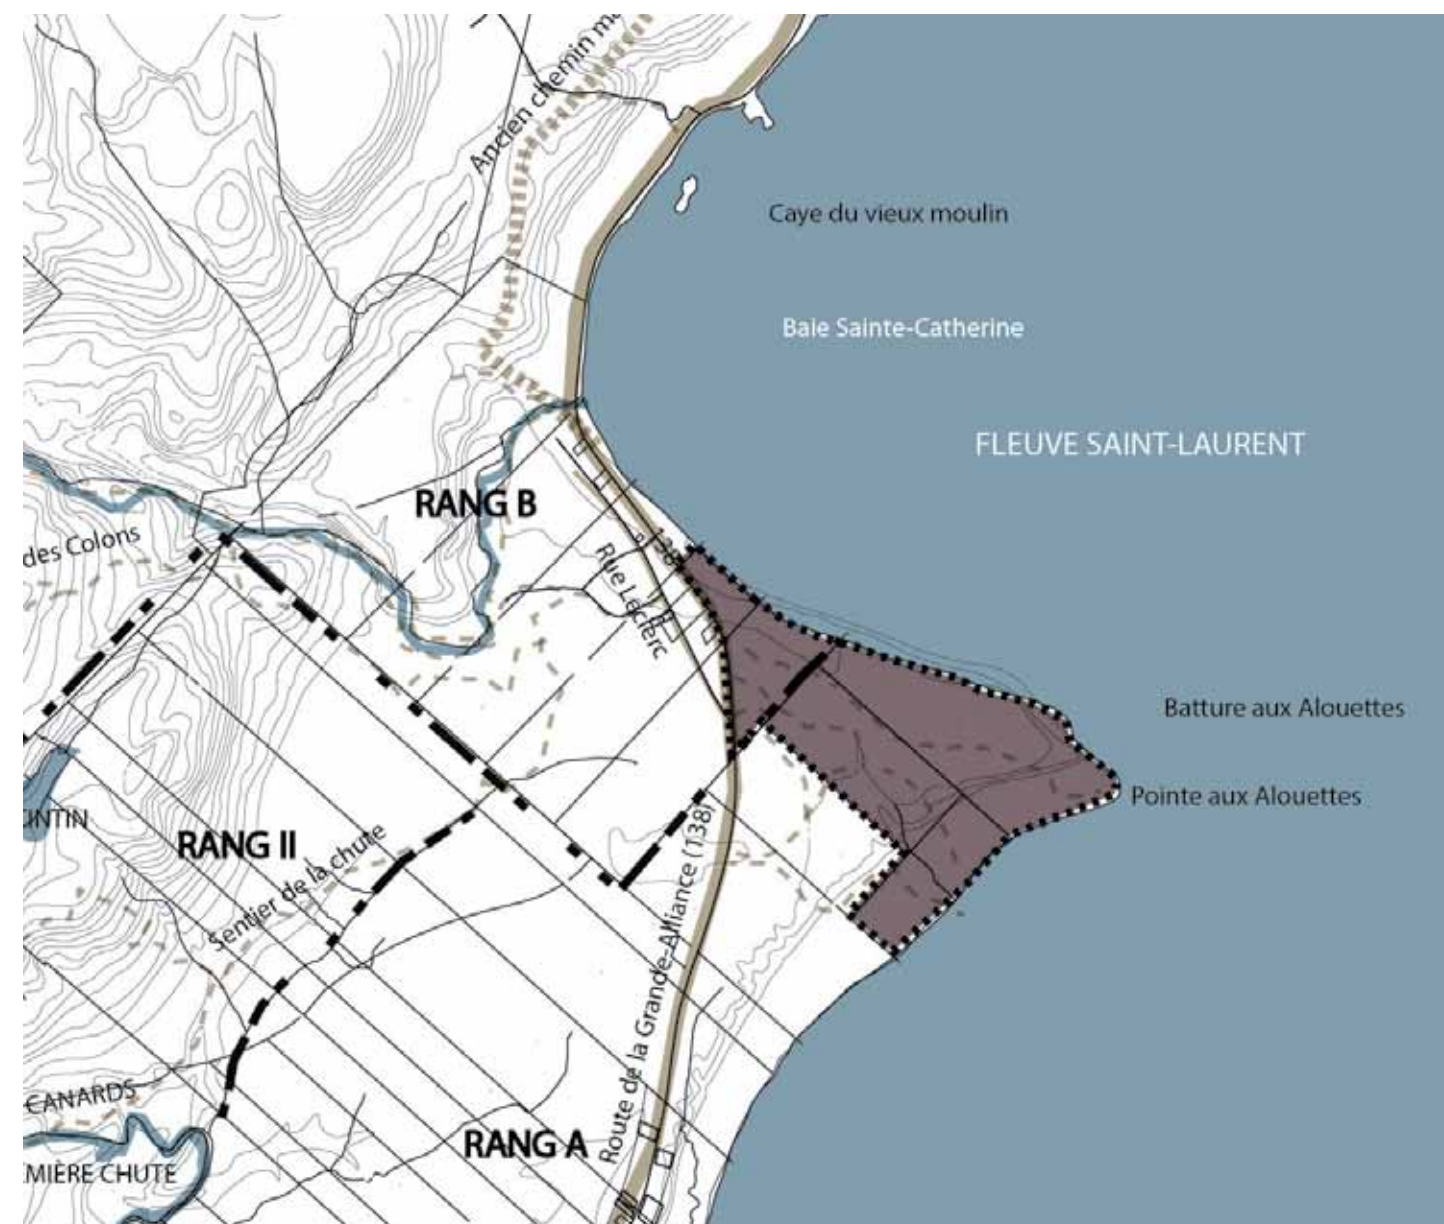 Ancien chemin m
Caye du vieux moulin
Baie Sainte-Catherine
FLEUVE SAINT-LAURENT
RANG B
des Colons
138
Rue Leclerc
Batture aux Alouettes
Pointe aux Alouettes
INTIN
RANG II
Sentier de la chute
Route de la Grande-Alliance (138)
CANARDS
RANG A
MIÈRE CHUTE